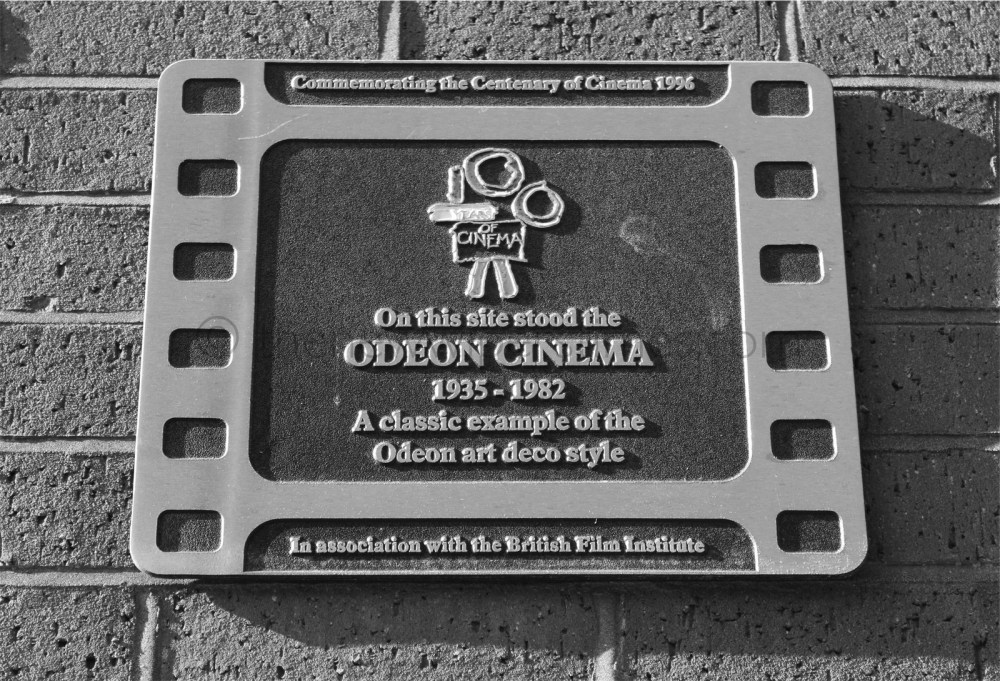 Commemorating the Centenary of Cinema 1996
YEARS
OF
CINEMA
On this site stood the
ODEON CINEMA
1935 - 1982
A classic example of the
Odeon art deco style
In association with the British Film Institute